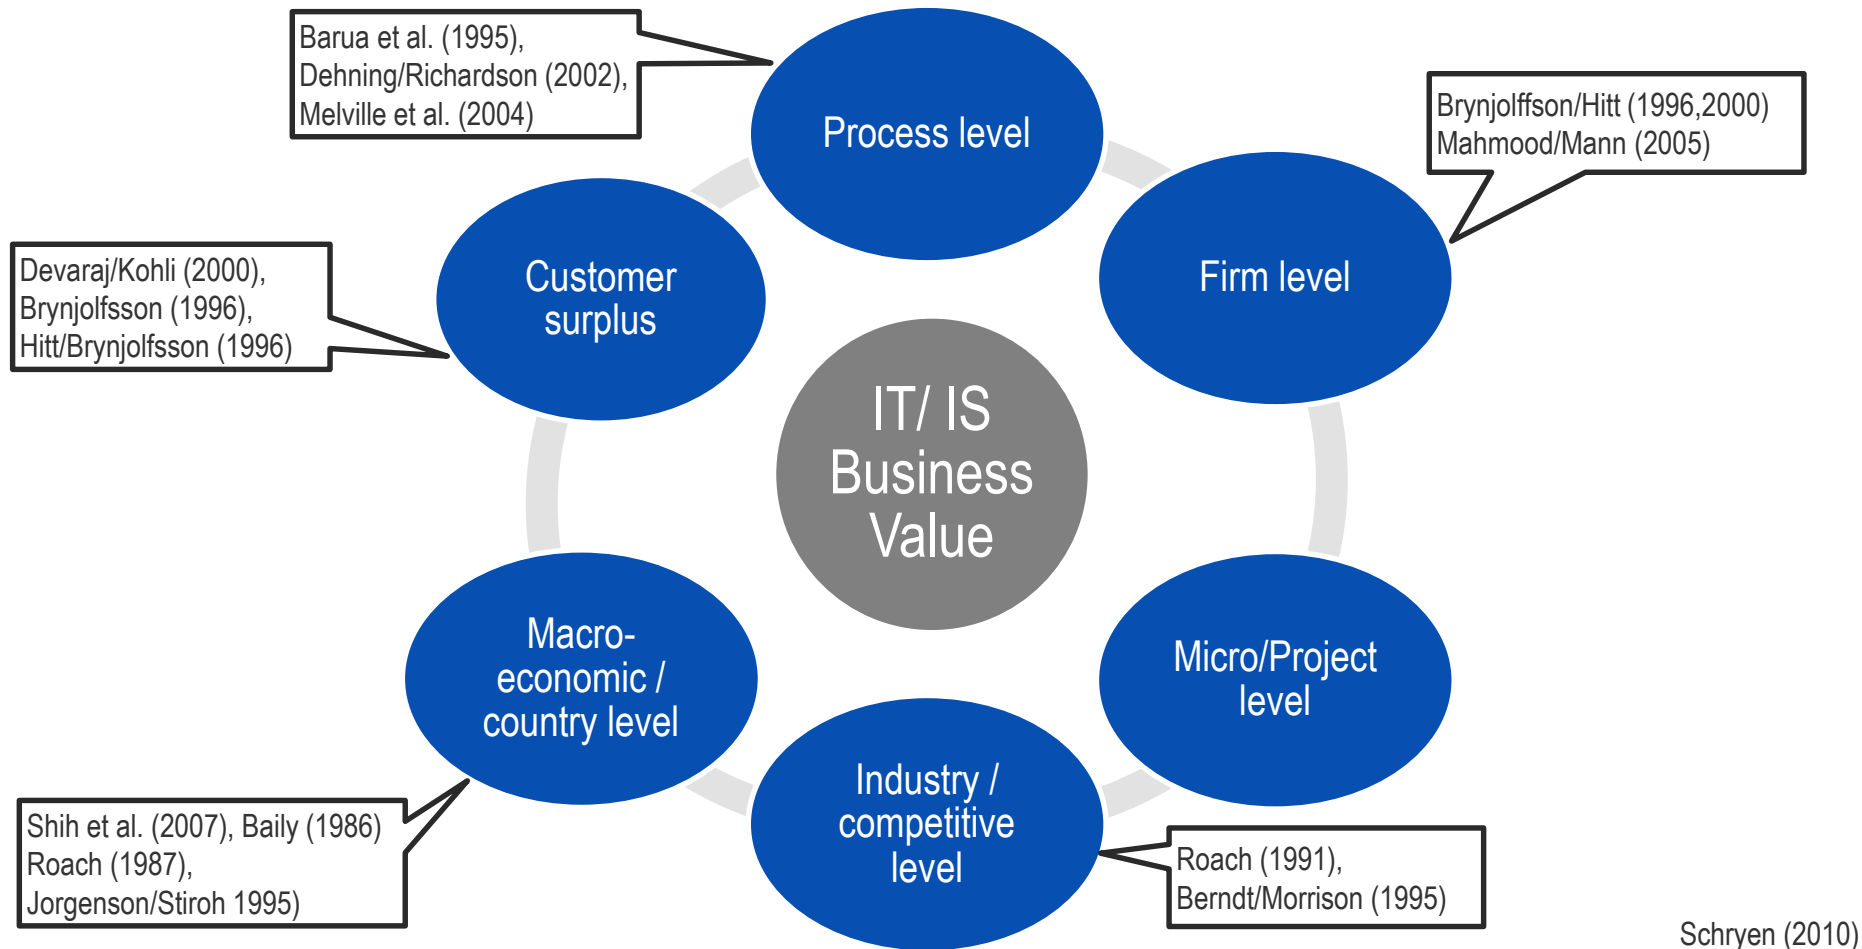 Barua et al. (1995),
Dehning/Richardson (2002),
Melville et al. (2004)
Process level
Brynjolffson/Hitt (1996,2000)
Mahmood/Mann (2005)
Firm level
Customer
surplus
Devaraj/Kohli (2000),
Brynjolfsson (1996),
Hitt/Brynjolfsson (1996)
IT/ IS
Business
Value
Macro-
economic /
country level
Micro/Project
level
Industry /
competitive
level
Shih et al. (2007), Baily (1986)
Roach (1987),
Jorgenson/Stiroh 1995)
Roach (1991),
Berndt/Morrison (1995)
Schryen (2010)